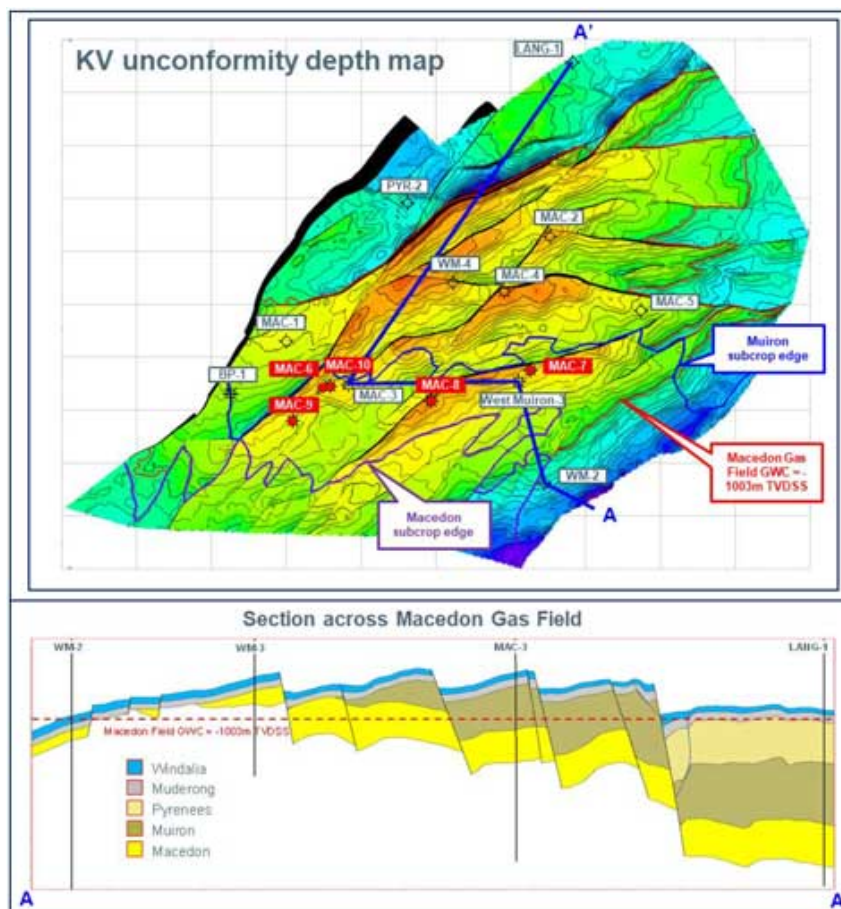 KV unconformity depth map
A'
LANG-1
PYR-2
MAC-2
WM-4
MAC-4
MAC-5
MAC-1
Muiron
subcrop edge
MAC-6
MAC-10
MAC-7
BP-1
MAC-3
MAC-8
West Muiron-3
MAC-9
Macedon Gas
Field GWC = -
1003m TVDSS
WM-2
Macedon
subcrop edge
A
Section across Macedon Gas Field
WM-2
WM-3
MAC-3
LANG-1
Macedon Field GWC = -1003m TVDSS
Windalia
Muderong
Pyrenees
Muiron
Macedon
A
A